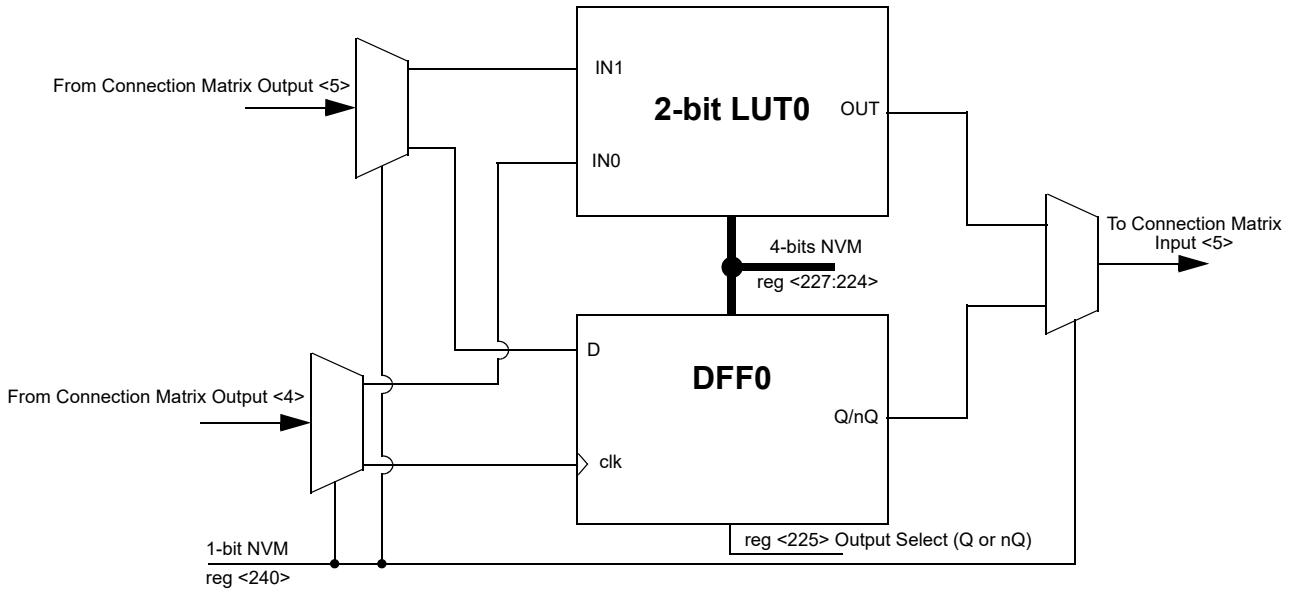 From Connection Matrix Output <5>
IN1
2-bit LUT0
OUT
IN0
To Connection Matrix
Input <5>
4-bits NVM
reg <227:224>
D
DFF0
From Connection Matrix Output <4>
Q/nQ
clk
reg <225> Output Select (Q or nQ)
1-bit NVM
reg <240>